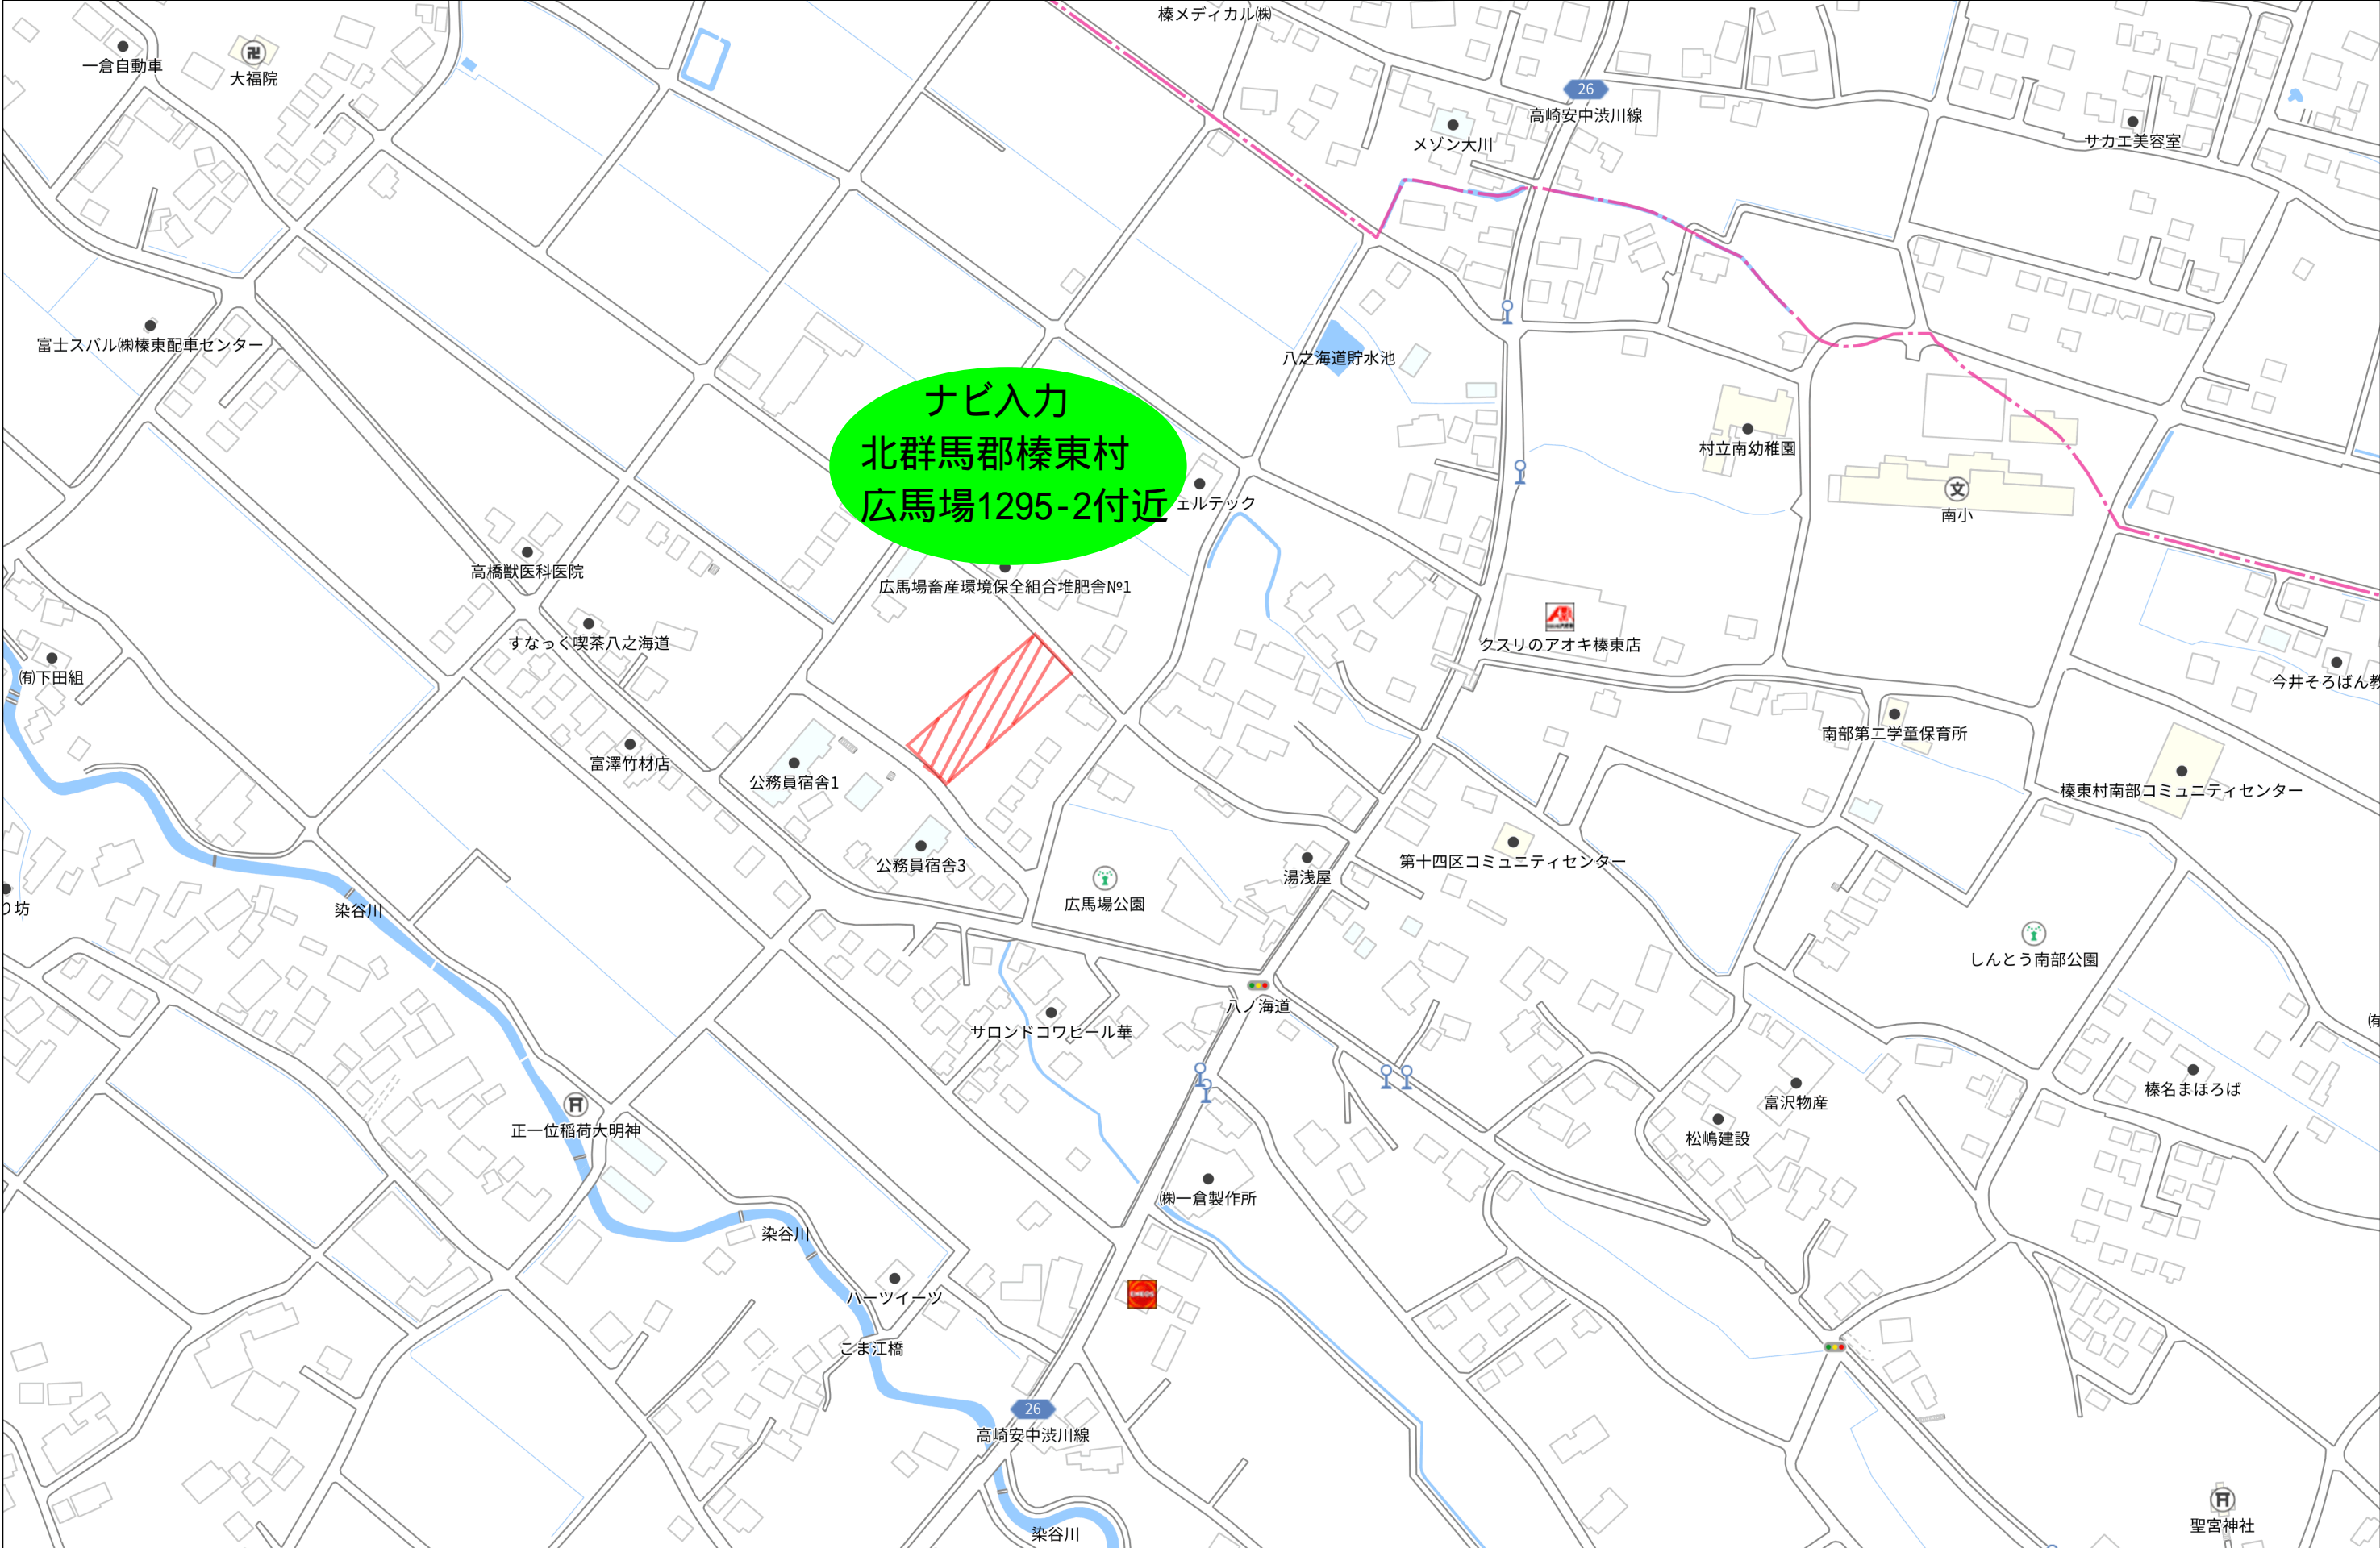 榛メディカル㈱
一倉自動車
大福院
26
高崎安中渋川線
メゾン大川
サカエ美容室
富士スバル㈱榛東配車センター
八之海道貯水池
ナビ入力
北群馬郡榛東村
広馬場1295-2付近
ェルテック
村立南幼稚園
文
南小
高橋獣医科医院
広馬場畜産環境保全組合堆肥舎№1
すなっく喫茶八之海道
クスリのアオキ榛東店
㈲下田組
今井そろばん教
南部第二学童保育所
富澤竹材店
公務員宿舎1
榛東村南部コミュニティセンター
公務員宿舎3
湯浅屋
第十四区コミュニティセンター
広馬場公園
り坊
染谷川
しんとう南部公園
八ノ海道
サロンドコワヒール華
㈲
榛名まほろば
富沢物産
正一位稲荷大明神
松嶋建設
㈱一倉製作所
染谷川
ENEOS
ハーツイーツ
こま江橋
26
高崎安中渋川線
聖宮神社
染谷川